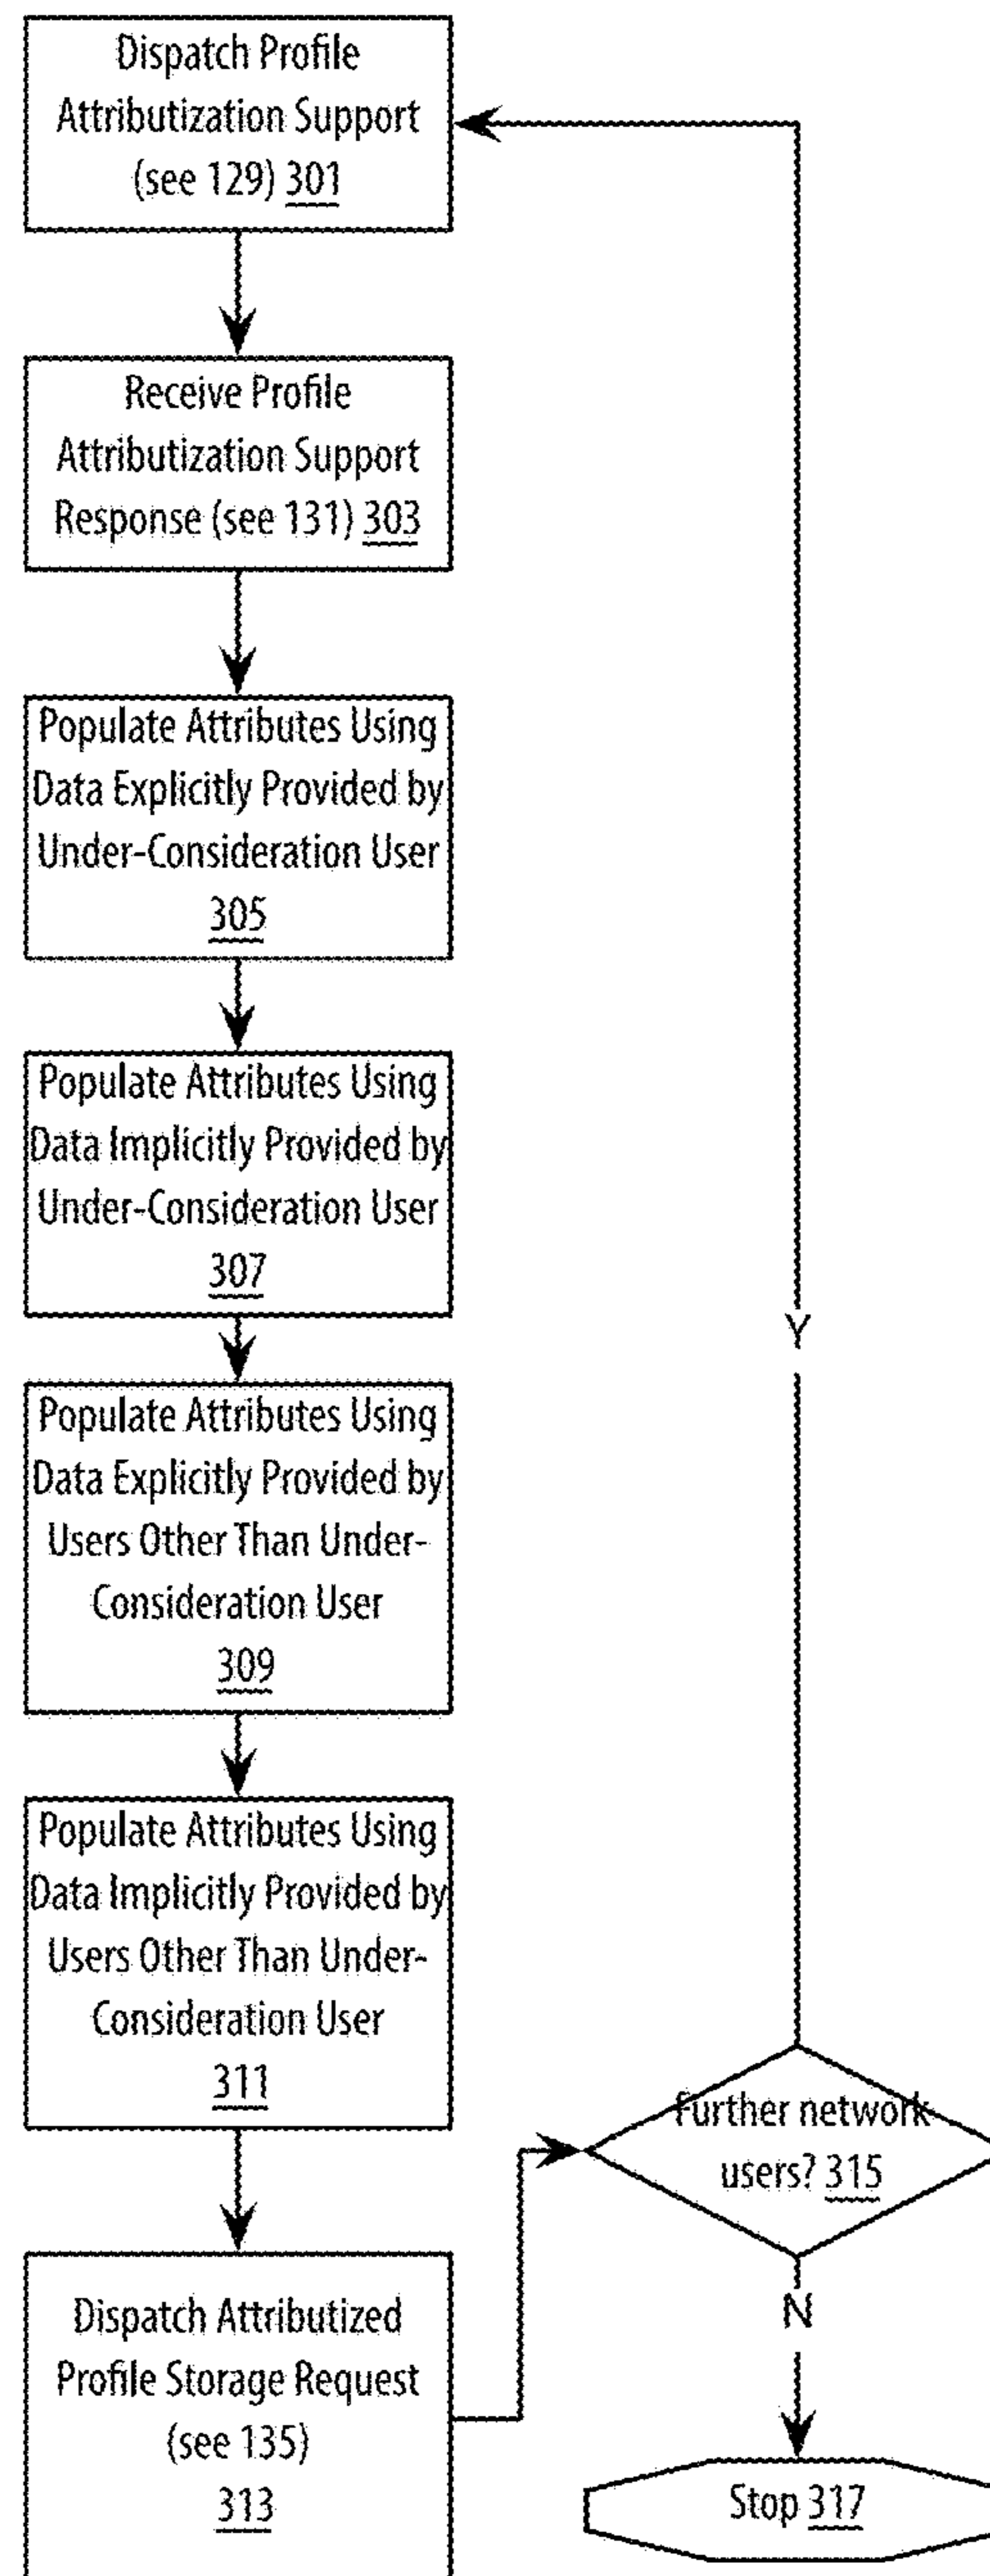 Dispatch Profile
Attributization Support
(see 129) 301
Receive Profile
Attributization Support
Response (see 131) 303
Populate Attributes Using
Data Explicitly Provided by
Under-Consideration User
305
Populate Attributes Using
Data Implicitly Provided by
Under-Consideration User
307
Populate Attributes Using
Data Explicitly Provided by
Users Other Than Under-
Consideration User
309
Populate Attributes Using
Data Implicitly Provided by
Users Other Than Under-
Consideration User
311
Dispatch Attributized
Profile Storage Request
(see 135)
313
Y
Further network
users? 315
N
Stop 317